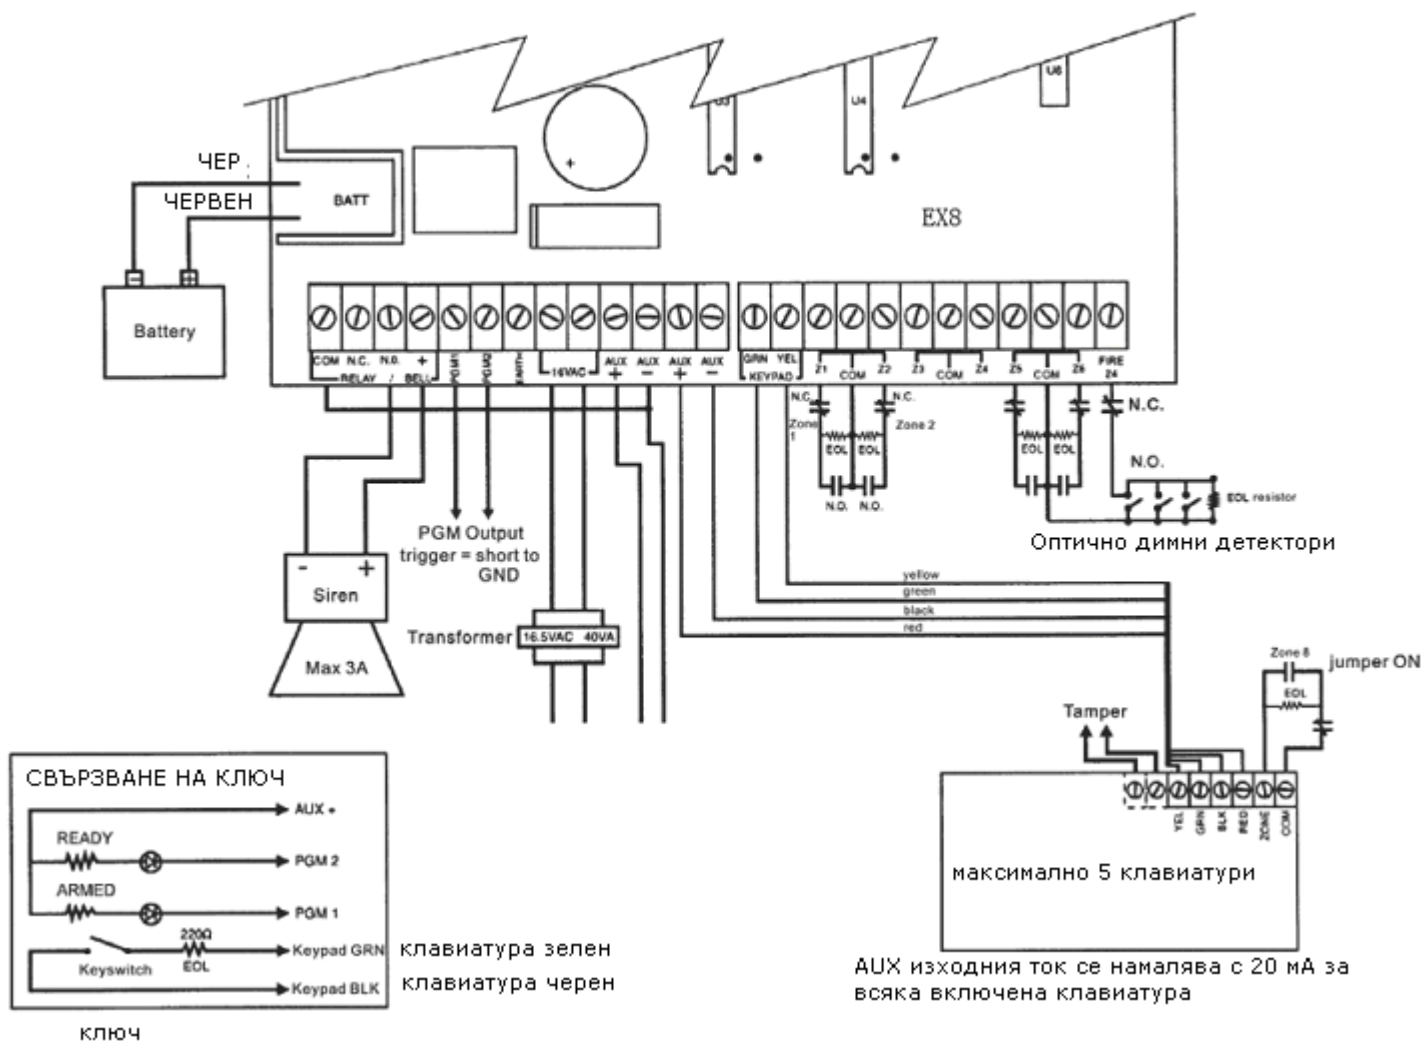 U3
U4
U6
ЧЕР
ЧЕРВЕН
BATT
EX8
Battery
COM N.C. N.O. +
RELAY / BELL
PGM1
PGM2
EARTH
16VAC
AUX +
AUX −
AUX +
AUX −
GRN YEL
KEYPAD
Z1 COM Z2
Z3 COM Z4
Z5 COM Z6
FIRE
24
N.C.
N.C.
Zone 1
Zone 2
EOL EOL
N.O. N.O.
EOL EOL
N.C.
N.O.
EOL resistor
Оптично димни детектори
PGM Output
trigger = short to
GND
- +
Siren
Max 3A
Transformer
16.5VAC 40VA
yellow
green
black
red
Zone 8
jumper ON
EOL
Tamper
YEL
GRN
BLK
RED
ZONE
COM
максимално 5 клавиатури
AUX изходния ток се намалява с 20 мА за
всяка включена клавиатура
СВЪРЗВАНЕ НА КЛЮЧ
AUX +
READY
PGM 2
ARMED
PGM 1
220Ω
EOL
Keyswitch
Keypad GRN
клавиатура зелен
Keypad BLK
клавиатура черен
ключ